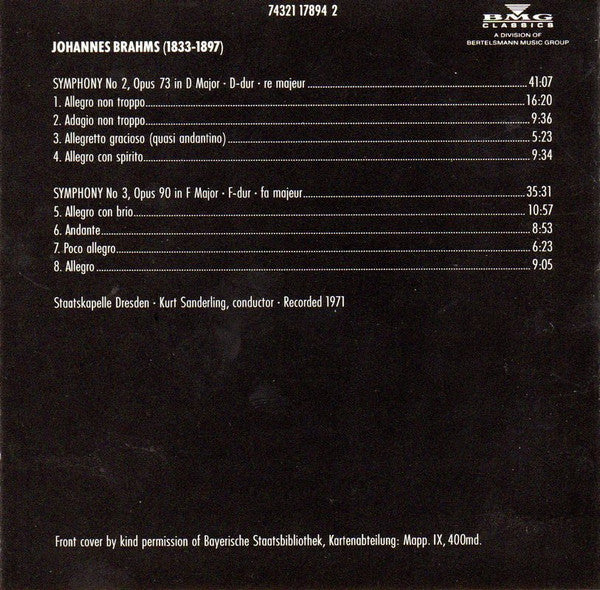 74321 17894 2
BMG
CLASSICS
A DIVISION OF
BERTELSMANN MUSIC GROUP
JOHANNES BRAHMS (1833-1897)
SYMPHONY No 2, Opus 73 in D Major · D-dur · re majeur 41:07
1. Allegro non troppo 16:20
2. Adagio non troppo 9:36
3. Allegretto gracioso (quasi andantino) 5:23
4. Allegro con spirito 9:34
SYMPHONY No 3, Opus 90 in F Major · F-dur · fa majeur 35:31
5. Allegro con brio 10:57
6. Andante 8:53
7. Poco allegro 6:23
8. Allegro 9:05
Staatskapelle Dresden · Kurt Sanderling, conductor · Recorded 1971
Front cover by kind permission of Bayerische Staatsbibliothek, Kartenabteilung: Mapp. IX, 400md.